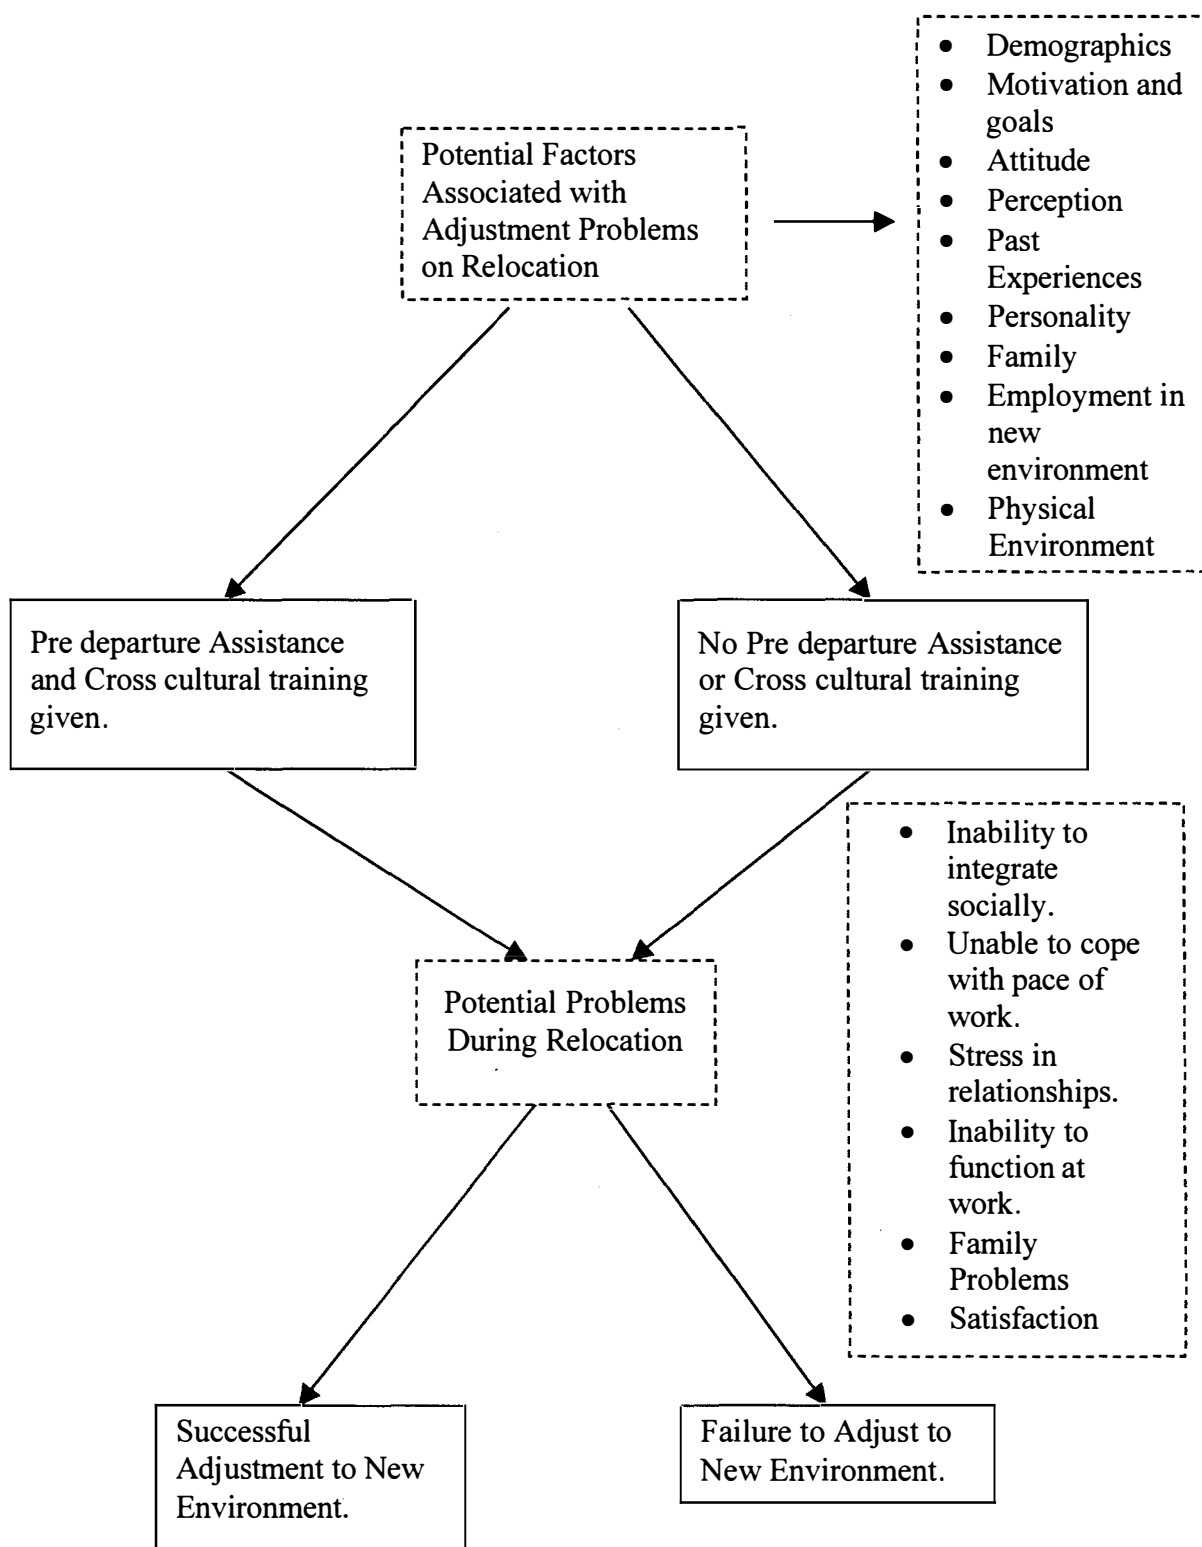 • Demographics
• Motivation and
goals
• Attitude
• Perception
• Past
Experiences
• Personality
• Family
• Employment in
new
environment
• Physical
Environment
Potential Factors
Associated with
Adjustment Problems
on Relocation
Pre departure Assistance
and Cross cultural training
given.
No Pre departure Assistance
or Cross cultural training
given.
• Inability to
integrate
socially.
• Unable to cope
with pace of
work.
• Stress in
relationships.
• Inability to
function at
work.
• Family
Problems
• Satisfaction
Potential Problems
During Relocation
Successful
Adjustment to New
Environment.
Failure to Adjust to
New Environment.